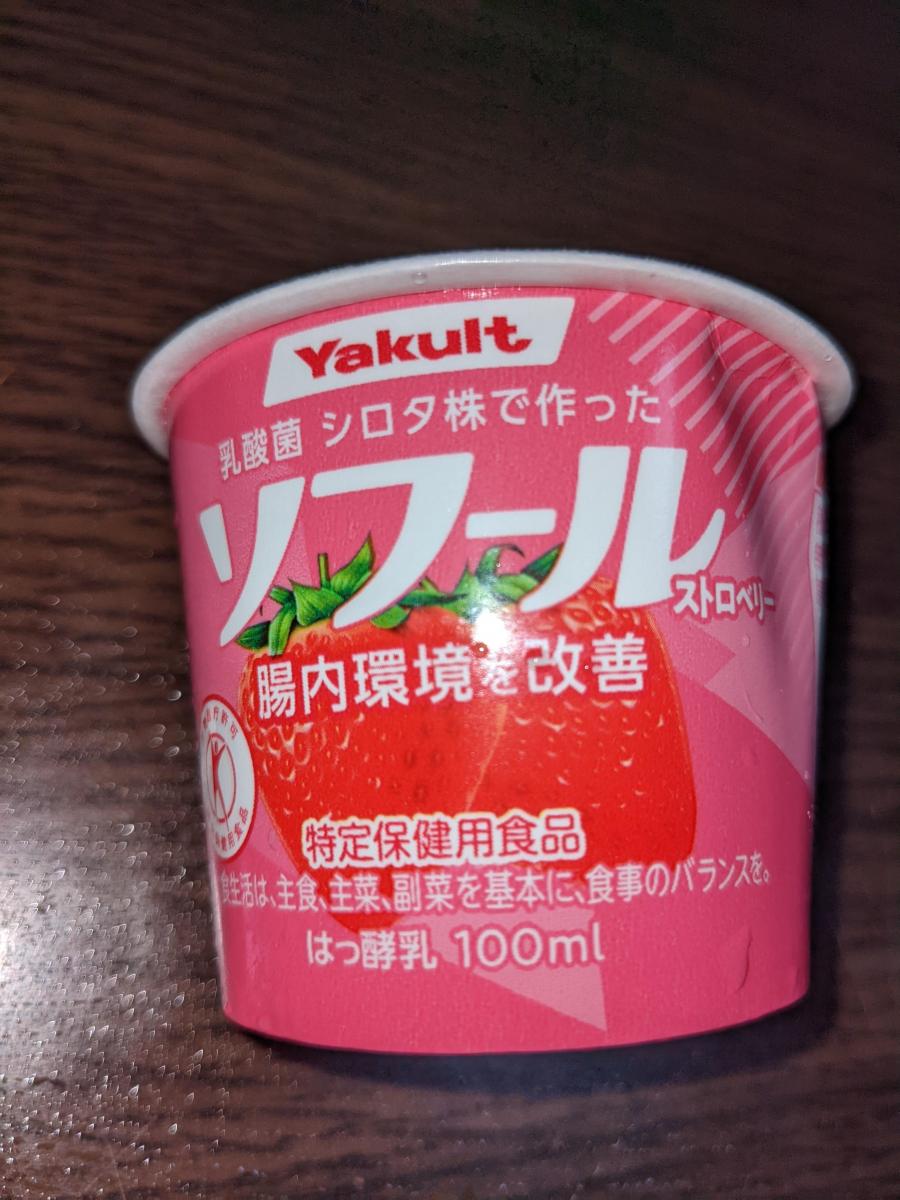 Yakult
乳酸菌 シロタ株で作った
ソフール
ストロベリー
腸内環境を改善
特定保健用食品
食生活は、主食、主菜、副菜を基本に、食事のバランスを。
はっ酵乳 100ml